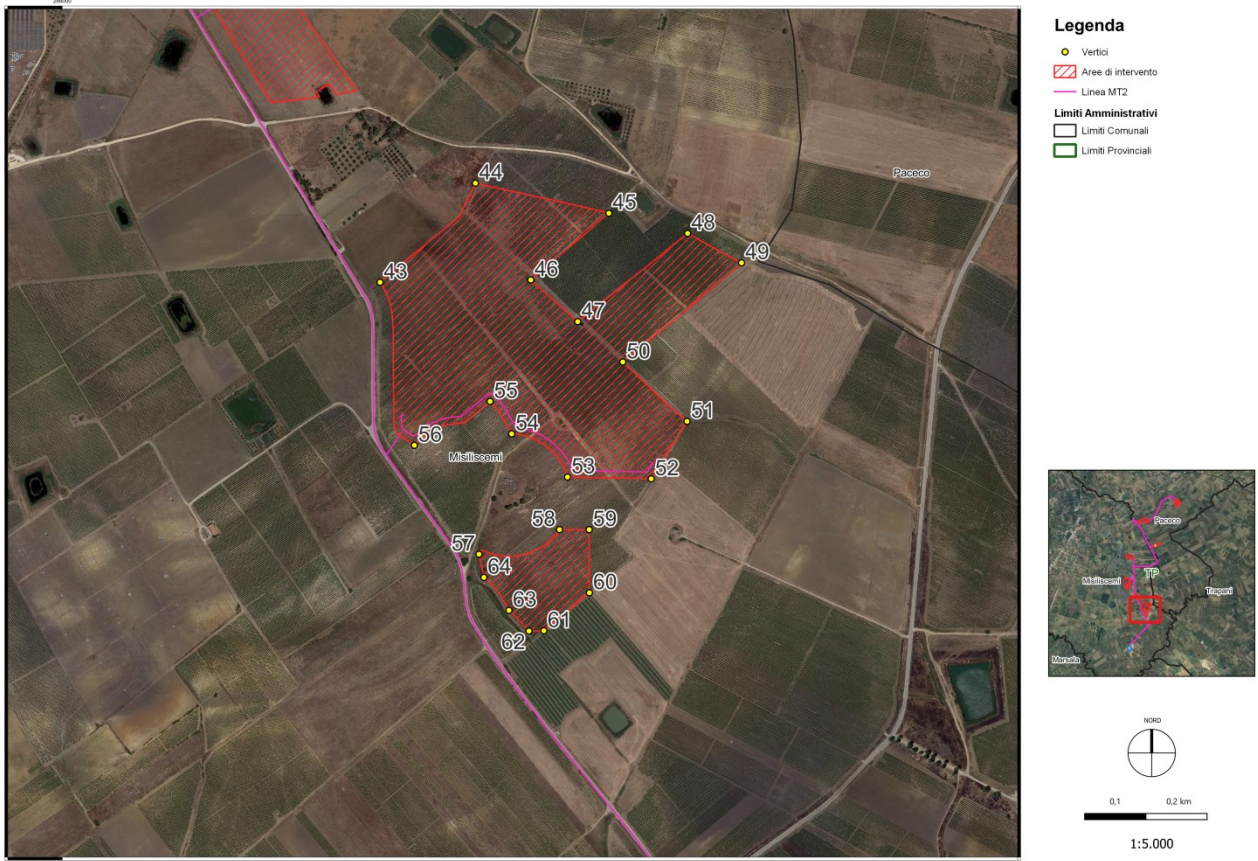 288000
44
45
Paceco
48
49
43
46
47
50
55
51
54
56
Misiliscemi
53
52
58
59
57
64
60
63
61
62
Legenda
Vertici
Aree di intervento
Linea MT2
Limiti Amministrativi
Limiti Comunali
Limiti Provinciali
Paceco
TP
Misiliscemi
Trapani
Marsala
NORD
0,1 0,2 km
1:5.000